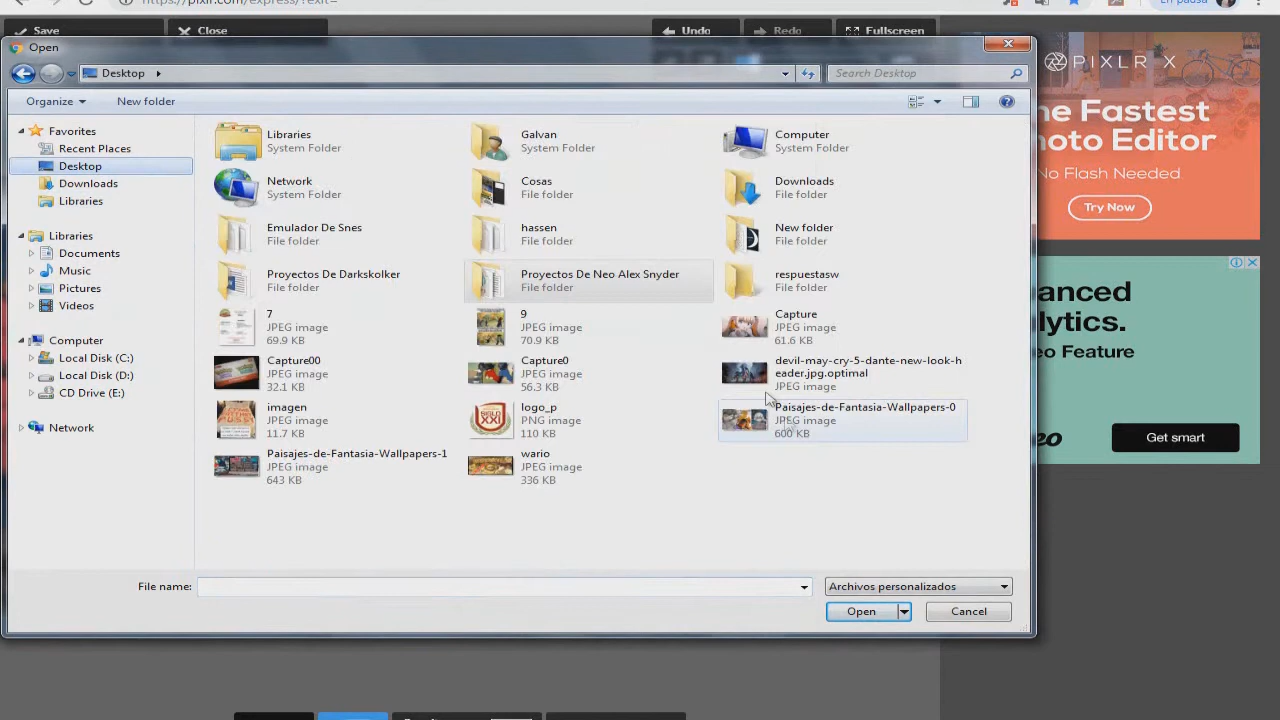 https://pixlr.com/express/?exit=
En pausa
Save
Close
Undo
Redo
Fullscreen
Open
Desktop
Search Desktop
Organize
New folder
Favorites
Recent Places
Desktop
Downloads
Libraries
Libraries
Documents
Music
Pictures
Videos
Computer
Local Disk (C:)
Local Disk (D:)
CD Drive (E:)
Network
Libraries
System Folder
Galvan
System Folder
Computer
System Folder
Network
System Folder
Cosas
File folder
Downloads
File folder
Emulador De Snes
File folder
hassen
File folder
New folder
File folder
Proyectos De Darkskolker
File folder
Proyectos De Neo Alex Snyder
File folder
respuestasw
File folder
7
JPEG image
69.9 KB
9
JPEG image
70.9 KB
Capture
JPEG image
61.6 KB
Capture00
JPEG image
32.1 KB
Capture0
JPEG image
56.3 KB
devil-may-cry-5-dante-new-look-h
eader.jpg.optimal
JPEG image
imagen
JPEG image
11.7 KB
logo_p
PNG image
110 KB
Paisajes-de-Fantasia-Wallpapers-0
JPEG image
600 KB
Paisajes-de-Fantasia-Wallpapers-1
JPEG image
643 KB
wario
JPEG image
336 KB
File name:
Archivos personalizados
Open
Cancel
PIXLR X
he Fastest
hoto Editor
No Flash Needed.
Try Now
anced
lytics.
eo Feature
eo
Get smart